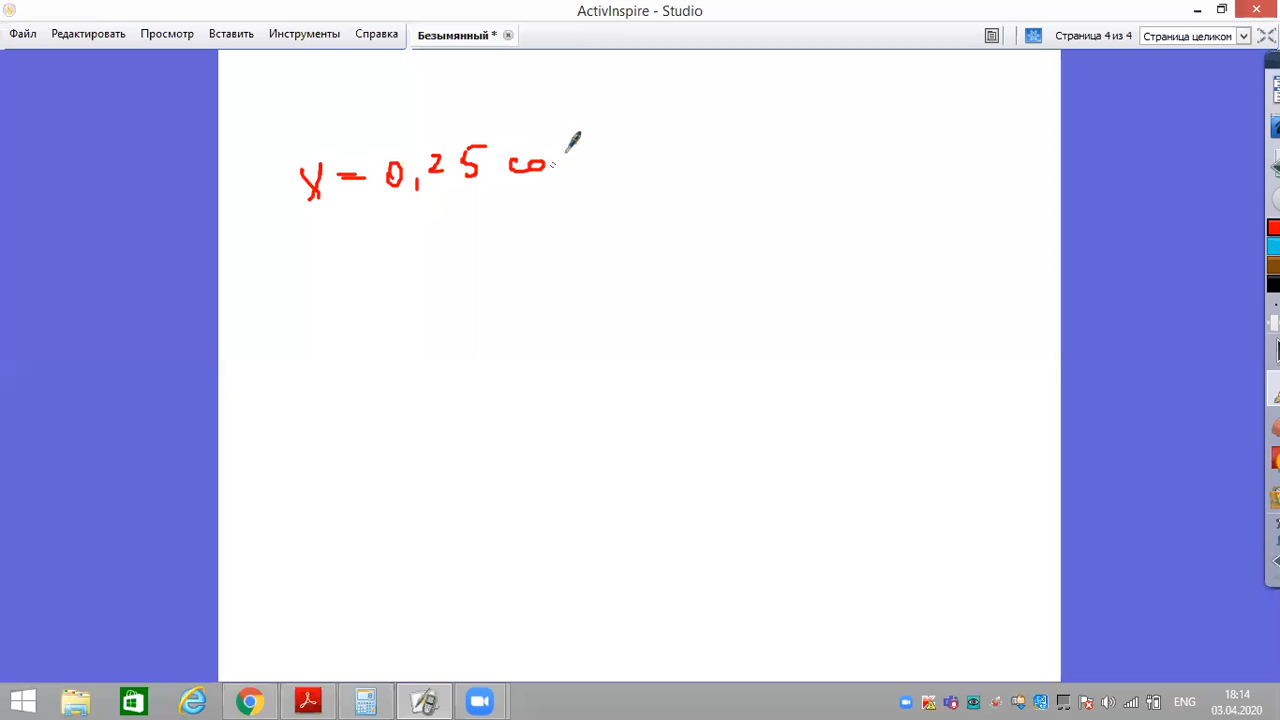 ActivInspire - Studio
Файл Редактировать Просмотр Вставить Инструменты Справка Безымянный * Страница 4 из 4 Страница целиком
x = 0,25 co
ENG 18:14
03.04.2020